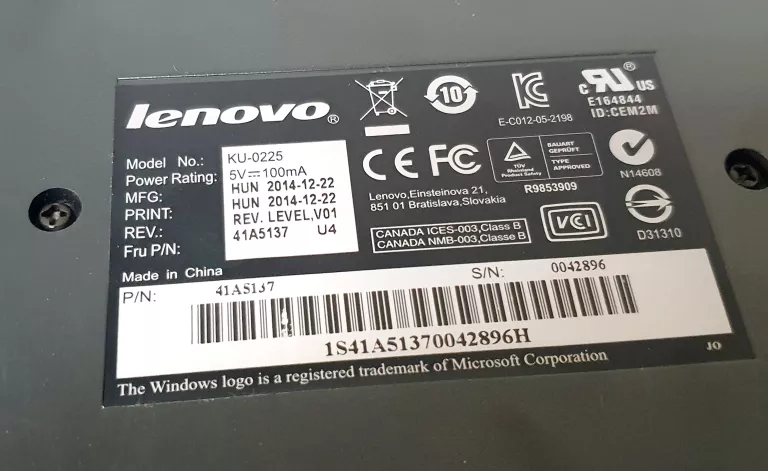 lenovo®
10
E-C012-05-2198
c RU® US
E164844
ID:CEM2M
Model No.: KU-0225
Power Rating: 5V⎓100mA
MFG: HUN 2014-12-22
PRINT: HUN 2014-12-22
REV.: REV. LEVEL,V01
Fru P/N: 41A5137 U4
CE FC
TÜV Rheinland
Product Safety
BAUART
GEPRÜFT
TYPE
APPROVED
R9853909
N14608
Lenovo,Einsteinova 21,
851 01 Bratislava,Slovakia
CANADA ICES-003,Class B
CANADA NMB-003,Classe B
VCI
D31310
Made in China
P/N: 41A5137 S/N: 0042896
1S41A51370042896H
The Windows logo is a registered trademark of Microsoft Corporation
JO